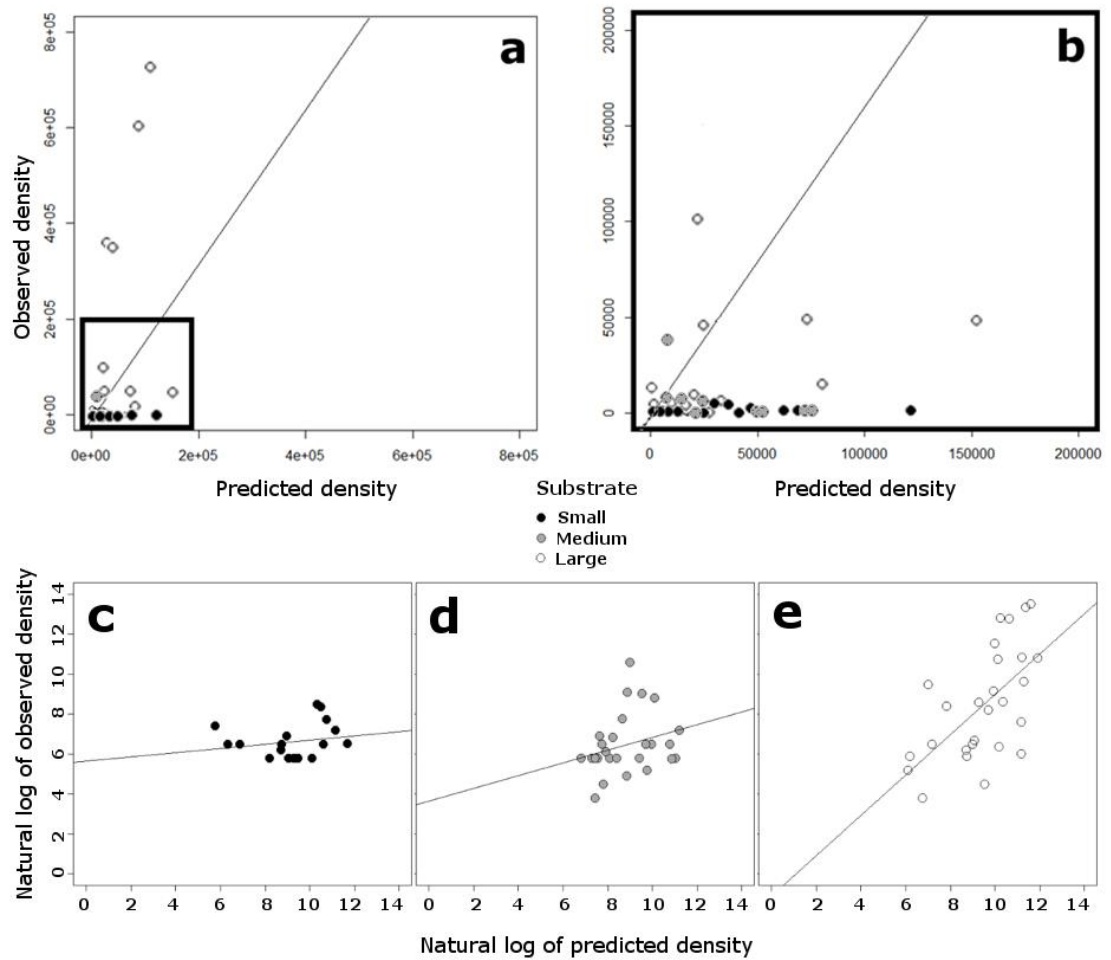 a
b
Observed density
8e+05
6e+05
4e+05
2e+05
0e+00
0e+00 2e+05 4e+05 6e+05 8e+05
Predicted density
200000
150000
100000
50000
0
0 50000 100000 150000 200000
Predicted density
Substrate
Small
Medium
Large
c
d
e
Natural log of observed density
14
12
10
8
6
4
2
0
0 2 4 6 8 10 12 14
0 2 4 6 8 10 12 14
0 2 4 6 8 10 12 14
Natural log of predicted density